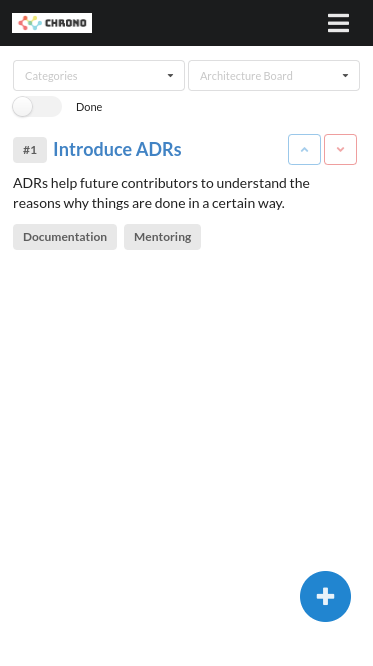 CHRONO
Categories
Architecture Board
Done
#1 Introduce ADRs
ADRs help future contributors to understand the
reasons why things are done in a certain way.
Documentation Mentoring